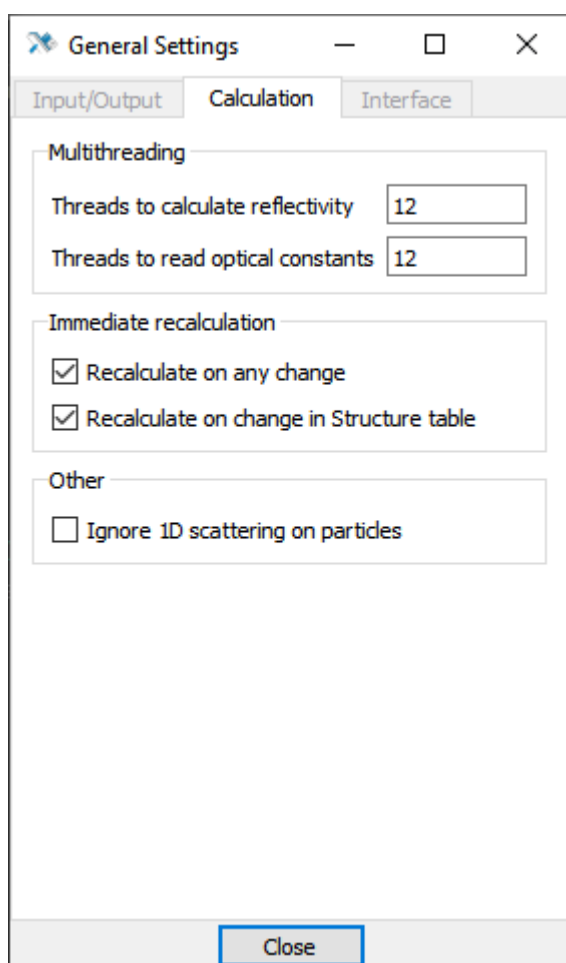 General Settings
Input/Output Calculation Interface
Multithreading
Threads to calculate reflectivity 12
Threads to read optical constants 12
Immediate recalculation
Recalculate on any change
Recalculate on change in Structure table
Other
Ignore 1D scattering on particles
Close